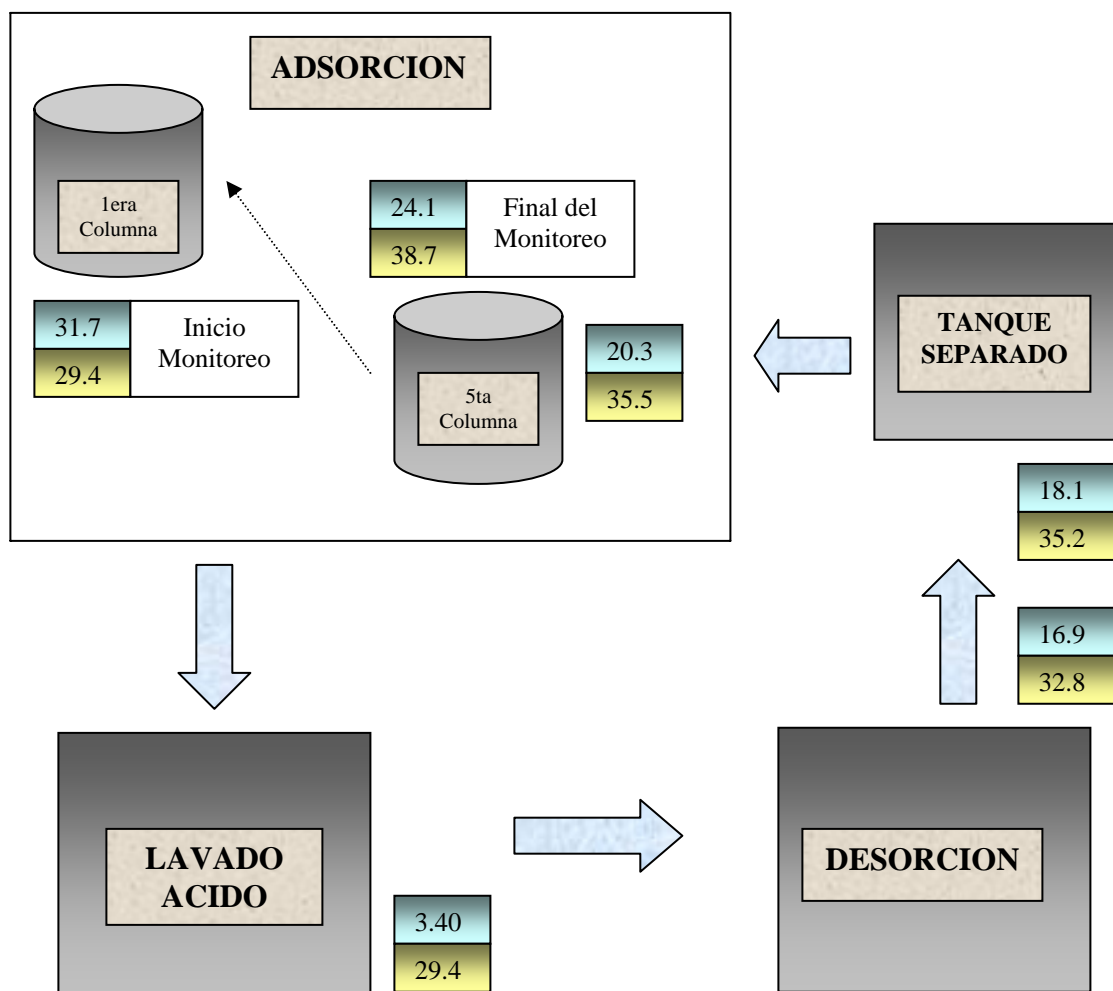 ADSORCION
1era
Columna
24.1
38.7
Final del
Monitoreo
31.7
29.4
Inicio
Monitoreo
5ta
Columna
20.3
35.5
TANQUE
SEPARADO
18.1
35.2
16.9
32.8
LAVADO
ACIDO
3.40
29.4
DESORCION